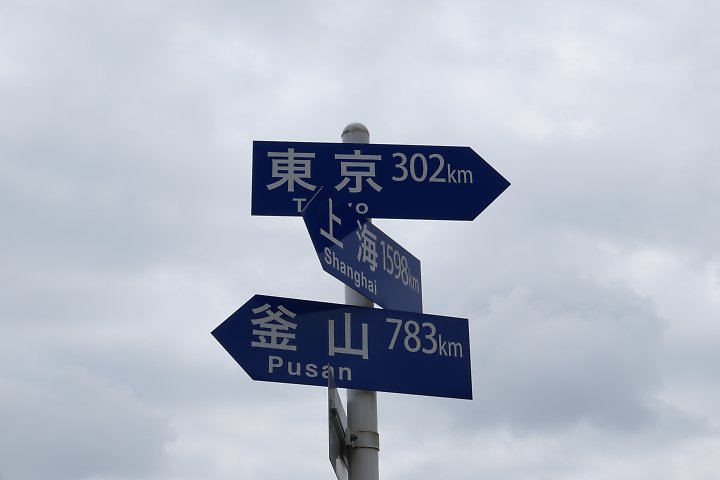 東京 302km
上海 1598km
Shanghai
釜山 783km
Pusan